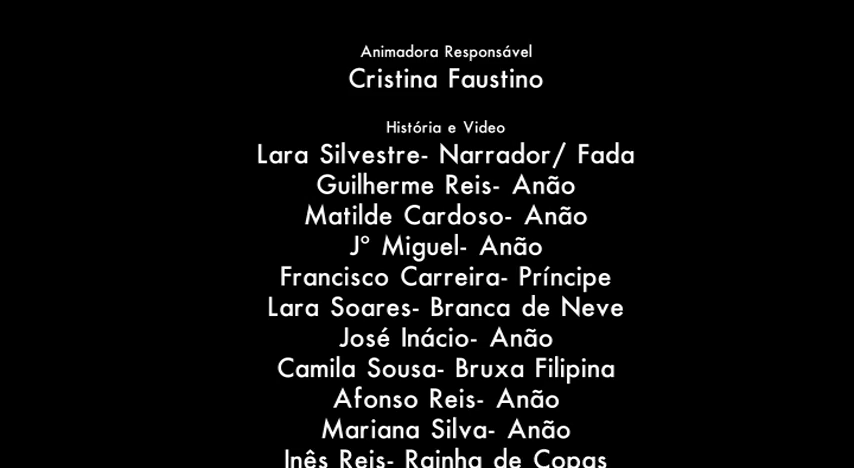 Animadora Responsável
Cristina Faustino
História e Video
Lara Silvestre- Narrador/ Fada
Guilherme Reis- Anão
Matilde Cardoso- Anão
Jº Miguel- Anão
Francisco Carreira- Príncipe
Lara Soares- Branca de Neve
José Inácio- Anão
Camila Sousa- Bruxa Filipina
Afonso Reis- Anão
Mariana Silva- Anão
Inês Reis- Rainha de Copas